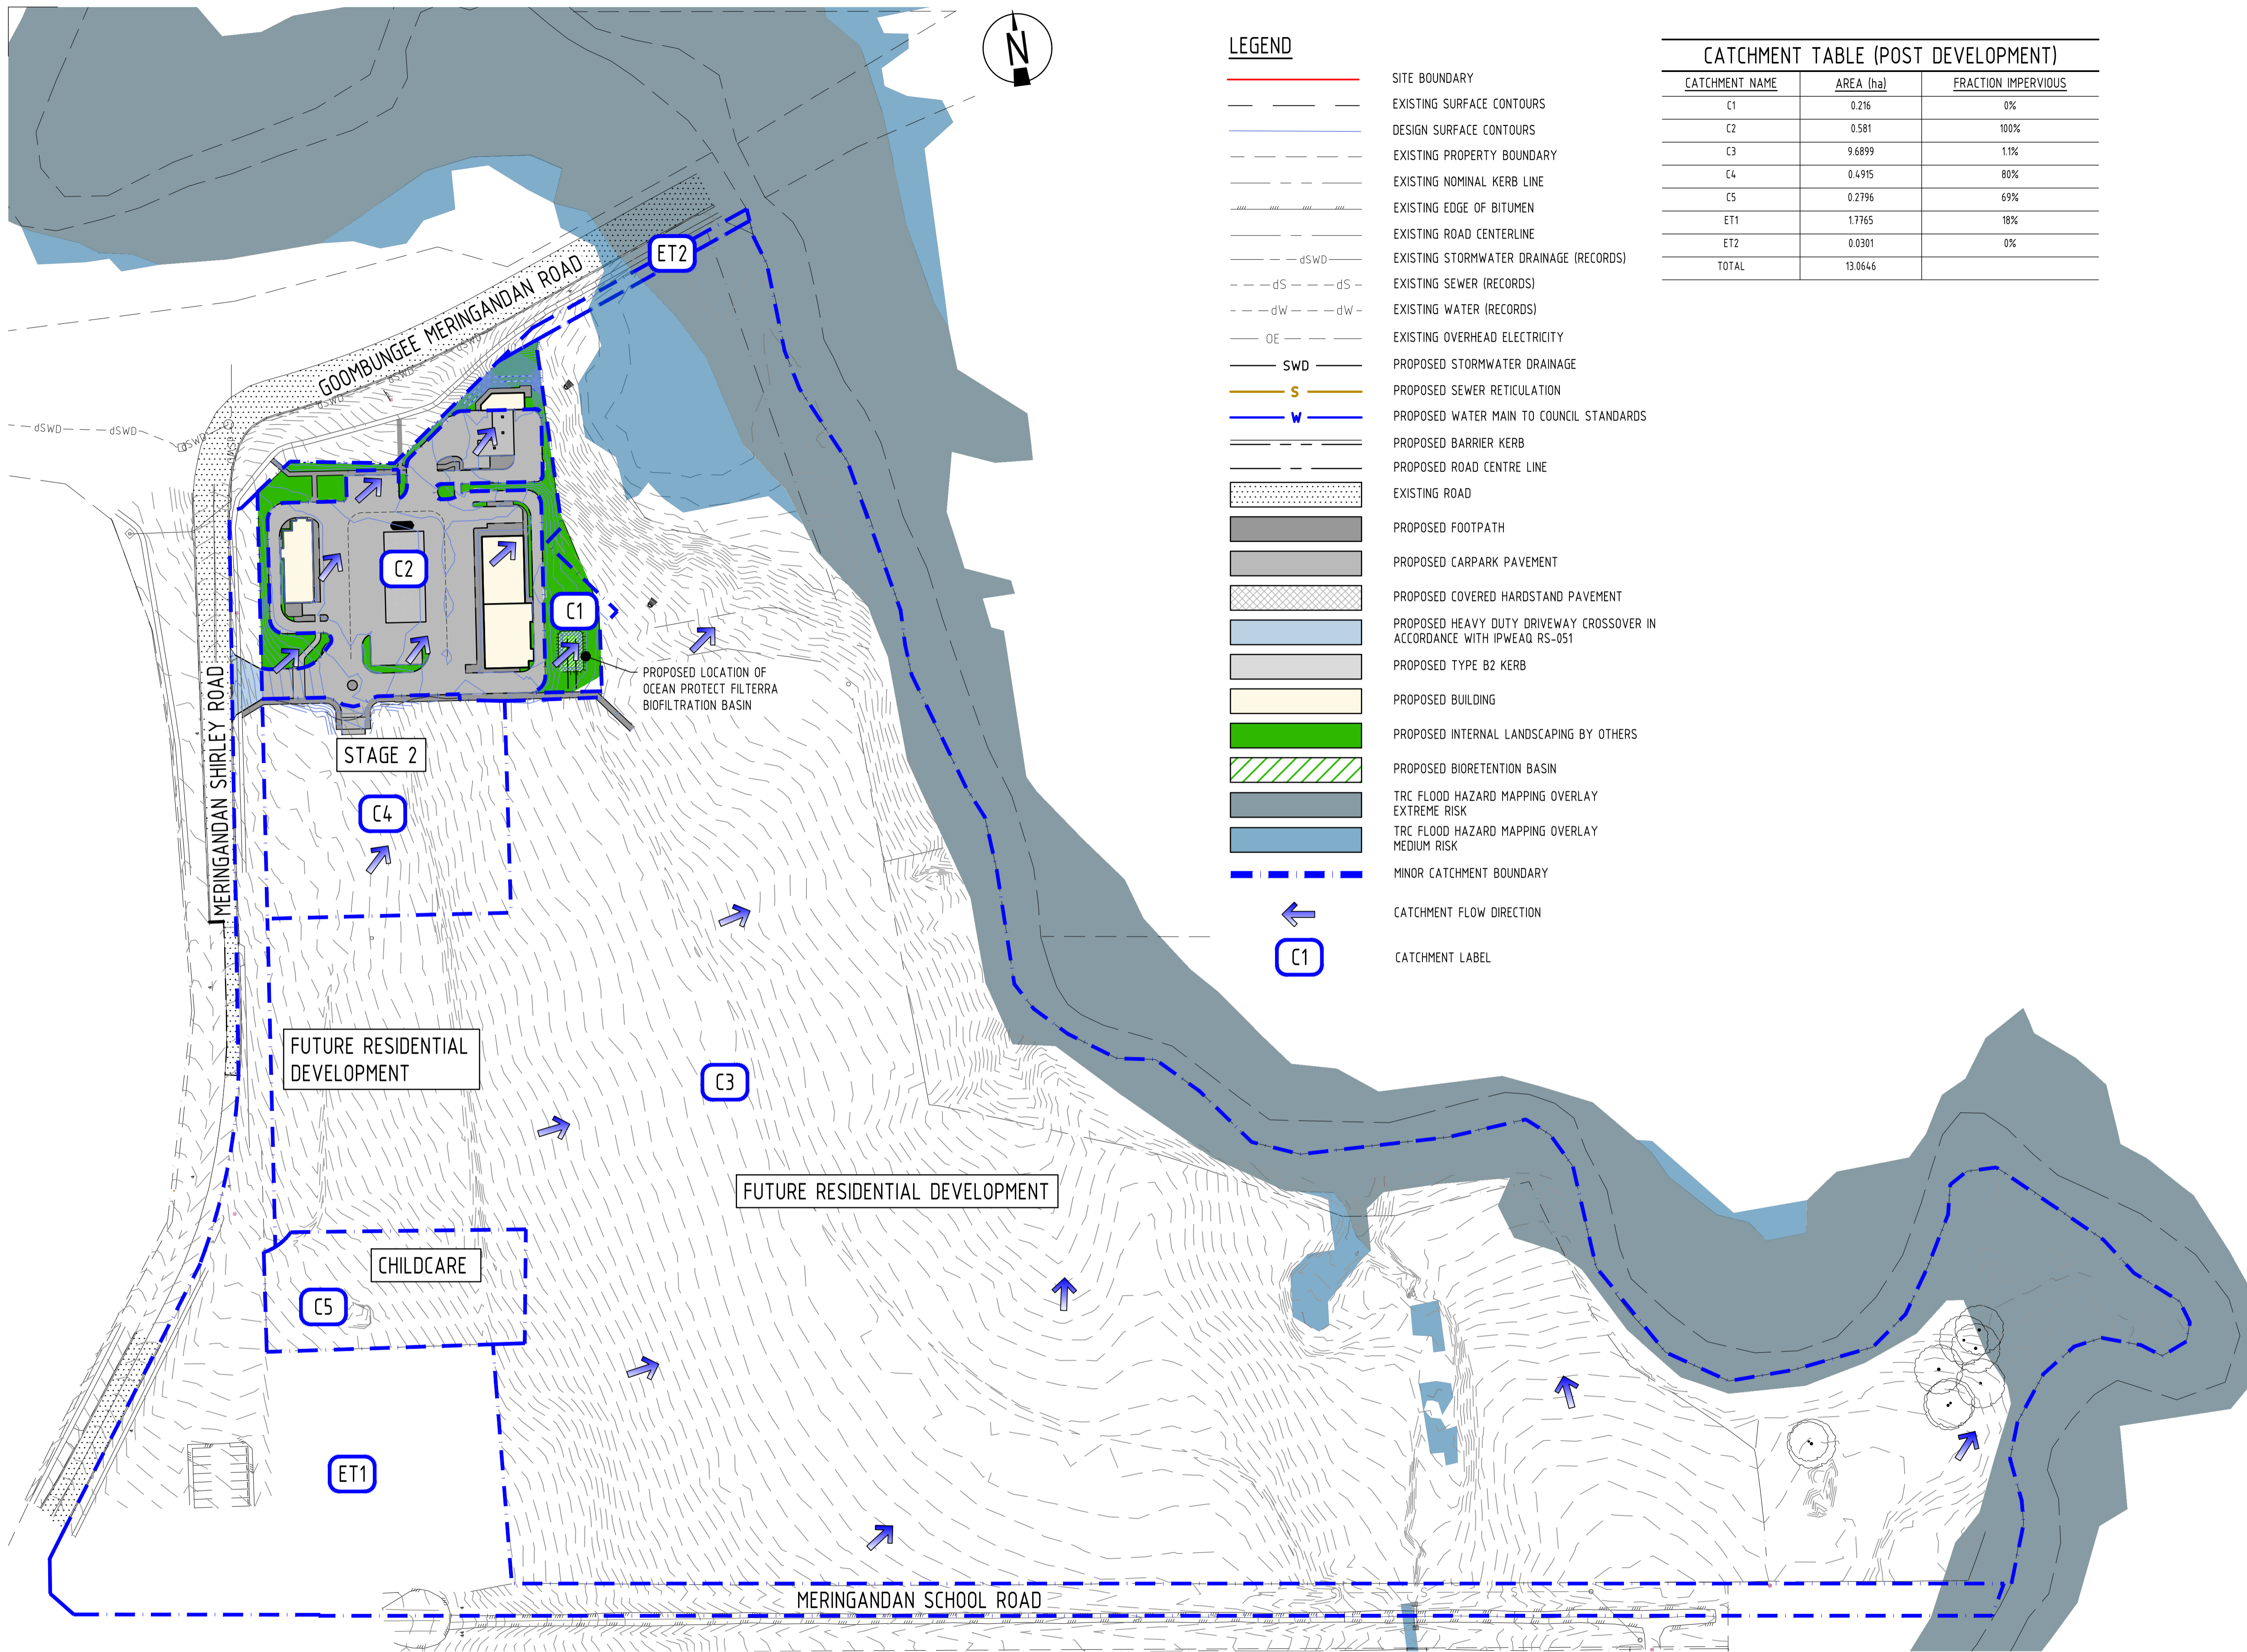 N
LEGEND
SITE BOUNDARY
EXISTING SURFACE CONTOURS
DESIGN SURFACE CONTOURS
EXISTING PROPERTY BOUNDARY
EXISTING NOMINAL KERB LINE
EXISTING EDGE OF BITUMEN
EXISTING ROAD CENTERLINE
dSWD EXISTING STORMWATER DRAINAGE (RECORDS)
dS dS EXISTING SEWER (RECORDS)
dW dW EXISTING WATER (RECORDS)
OE EXISTING OVERHEAD ELECTRICITY
SWD PROPOSED STORMWATER DRAINAGE
S PROPOSED SEWER RETICULATION
W PROPOSED WATER MAIN TO COUNCIL STANDARDS
PROPOSED BARRIER KERB
PROPOSED ROAD CENTRE LINE
EXISTING ROAD
PROPOSED FOOTPATH
PROPOSED CARPARK PAVEMENT
PROPOSED COVERED HARDSTAND PAVEMENT
PROPOSED HEAVY DUTY DRIVEWAY CROSSOVER IN
ACCORDANCE WITH IPWEAQ RS-051
PROPOSED TYPE B2 KERB
PROPOSED BUILDING
PROPOSED INTERNAL LANDSCAPING BY OTHERS
PROPOSED BIORETENTION BASIN
TRC FLOOD HAZARD MAPPING OVERLAY
EXTREME RISK
TRC FLOOD HAZARD MAPPING OVERLAY
MEDIUM RISK
MINOR CATCHMENT BOUNDARY
CATCHMENT FLOW DIRECTION
C1 CATCHMENT LABEL
CATCHMENT TABLE (POST DEVELOPMENT)
CATCHMENT NAME AREA (ha) FRACTION IMPERVIOUS
C1 0.216 0%
C2 0.581 100%
C3 9.6899 1.1%
C4 0.4915 80%
C5 0.2796 69%
ET1 1.7765 18%
ET2 0.0301 0%
TOTAL 13.0646
ET2
GOOMBUNGEE MERINGANDAN ROAD
dSWD
dSWD
dSWD
dSWD
dSWD
dSWD
dSWD
C2
C1
PROPOSED LOCATION OF
OCEAN PROTECT FILTERRA
BIOFILTRATION BASIN
MERINGANDAN SHIRLEY ROAD
STAGE 2
C4
FUTURE RESIDENTIAL
DEVELOPMENT
C3
FUTURE RESIDENTIAL DEVELOPMENT
CHILDCARE
C5
ET1
MERINGANDAN SCHOOL ROAD